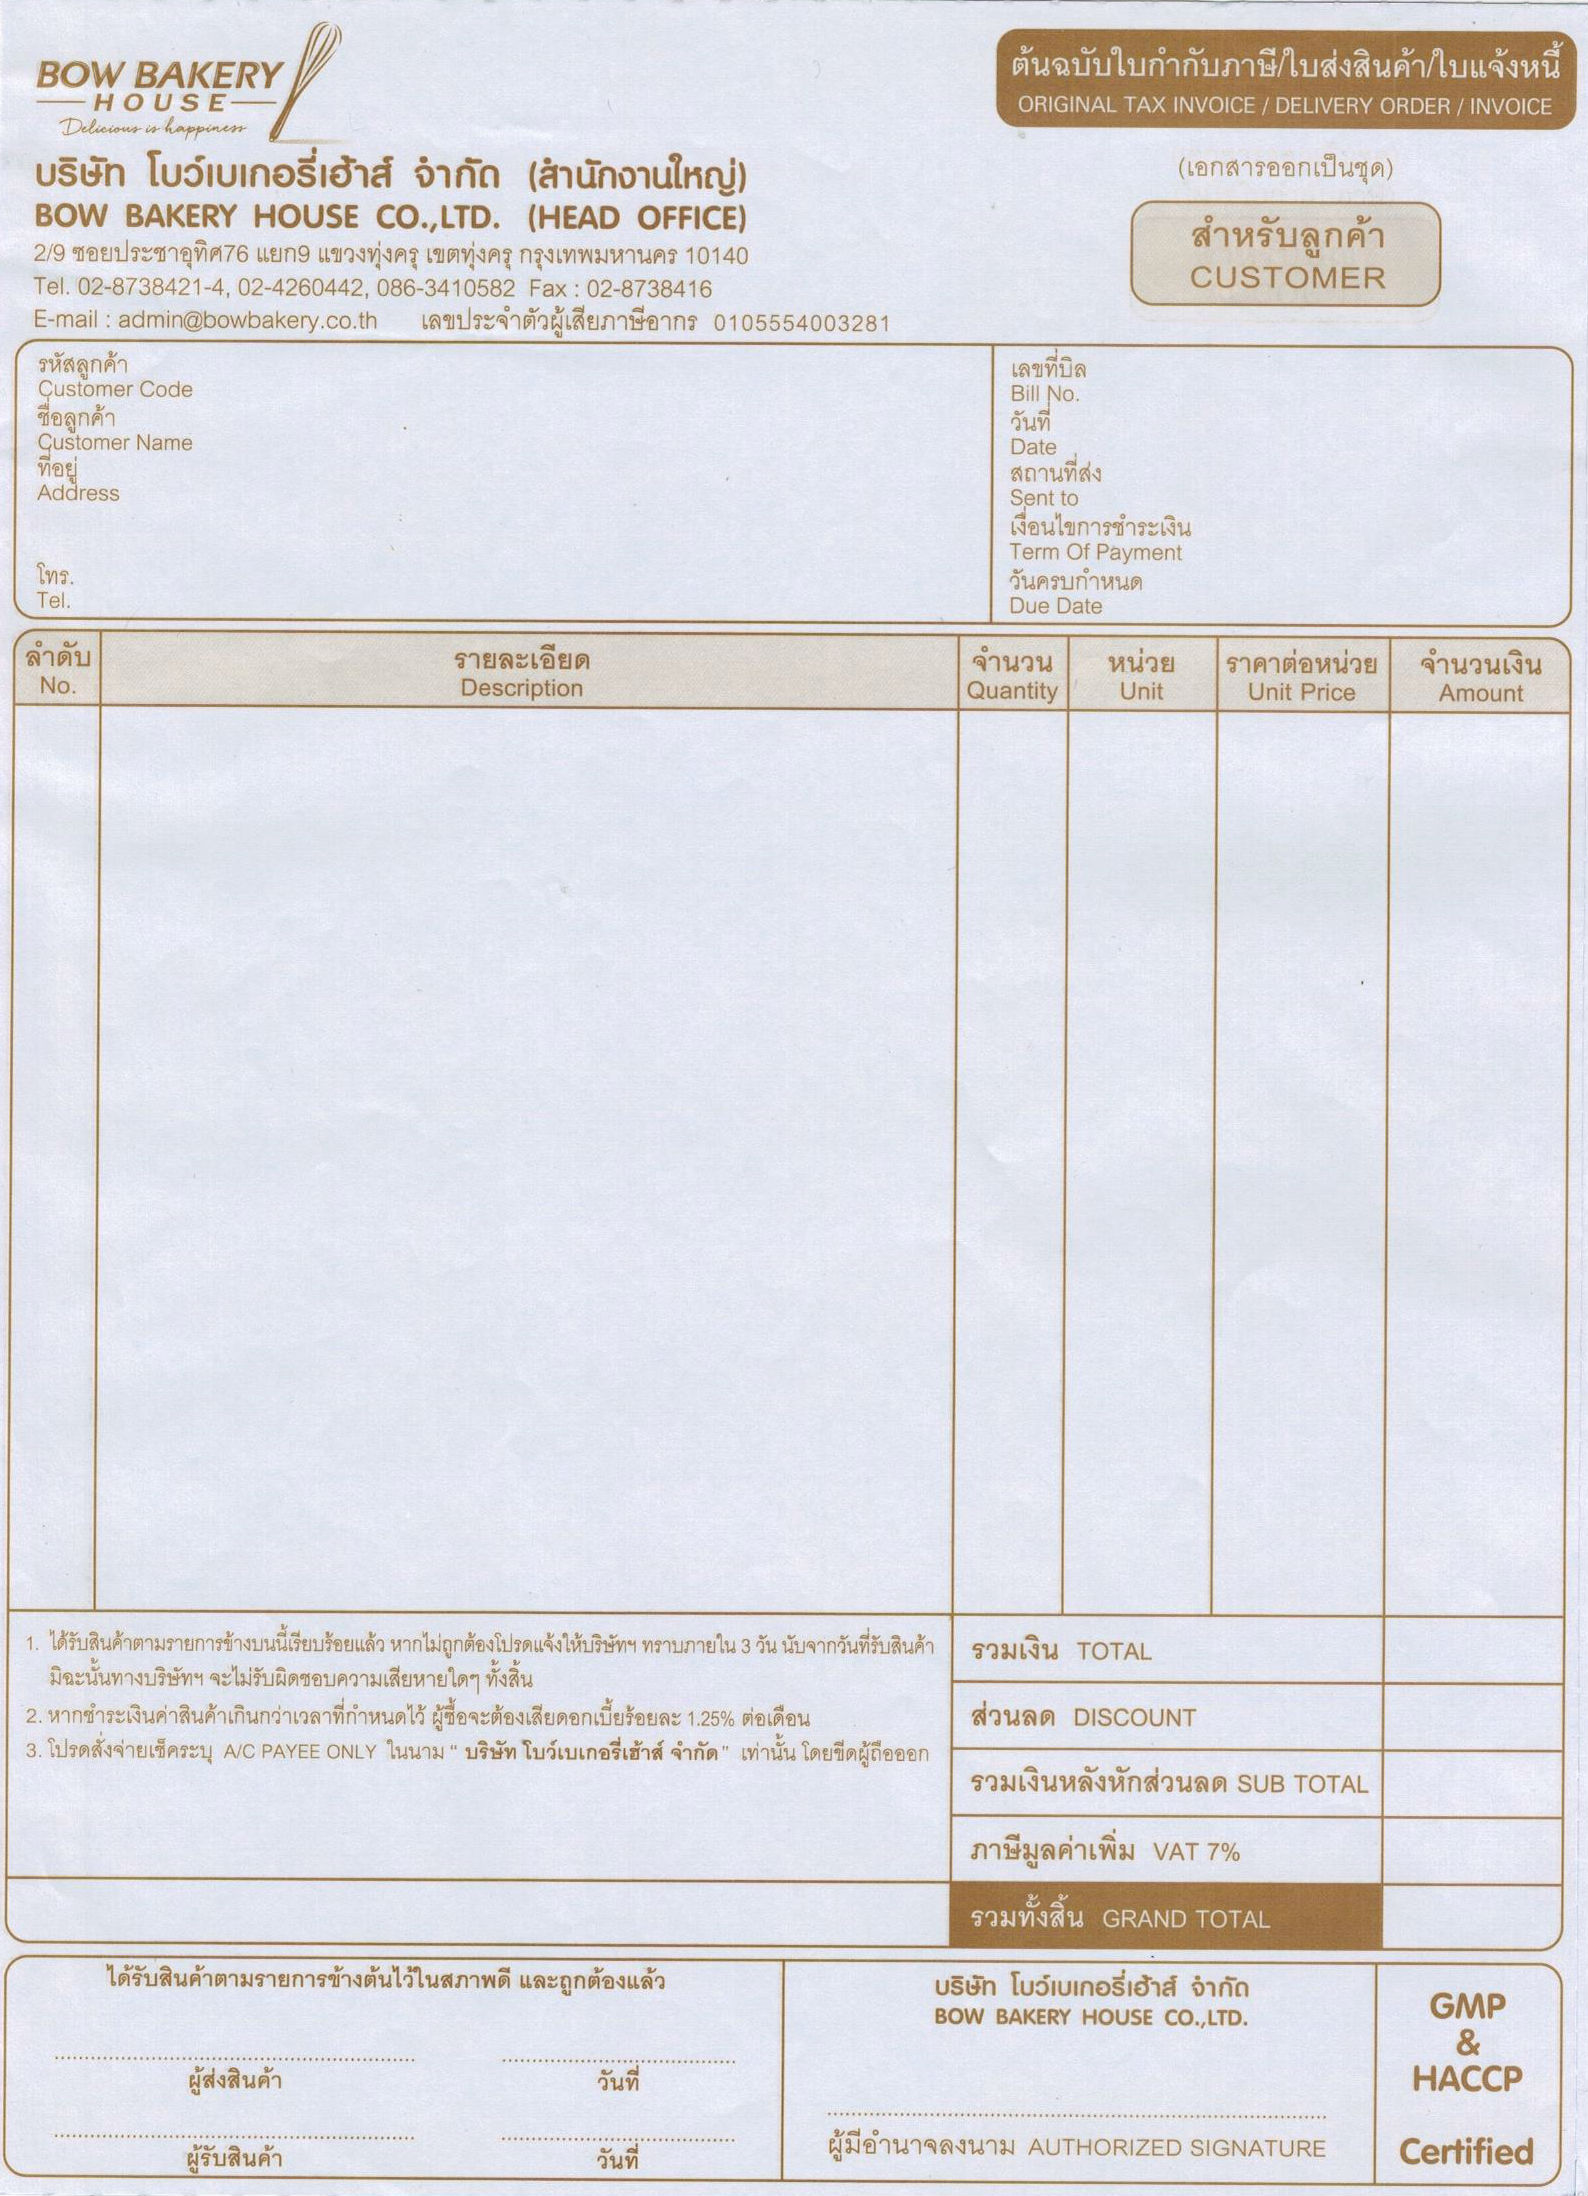 BOW BAKERY
HOUSE
Delicious is happiness
ต้นฉบับใบกำกับภาษี/ใบส่งสินค้า/ใบแจ้งหนี้
ORIGINAL TAX INVOICE / DELIVERY ORDER / INVOICE
(เอกสารออกเป็นชุด)
สำหรับลูกค้า
CUSTOMER
บริษัท โบว์เบเกอรี่เฮ้าส์ จำกัด (สำนักงานใหญ่)
BOW BAKERY HOUSE CO.,LTD. (HEAD OFFICE)
2/9 ซอยประชาอุทิศ76 แยก9 แขวงทุ่งครุ เขตทุ่งครุ กรุงเทพมหานคร 10140
Tel. 02-8738421-4, 02-4260442, 086-3410582 Fax : 02-8738416
E-mail : admin@bowbakery.co.th เลขประจำตัวผู้เสียภาษีอากร 0105554003281
รหัสลูกค้า
Customer Code
ชื่อลูกค้า
Customer Name
ที่อยู่
Address
โทร.
Tel.
เลขที่บิล
Bill No.
วันที่
Date
สถานที่ส่ง
Sent to
เงื่อนไขการชำระเงิน
Term Of Payment
วันครบกำหนด
Due Date
ลำดับ รายละเอียด จำนวน หน่วย ราคาต่อหน่วย จำนวนเงิน
No. Description Quantity Unit Unit Price Amount
1. ได้รับสินค้าตามรายการข้างบนนี้เรียบร้อยแล้ว หากไม่ถูกต้องโปรดแจ้งให้บริษัทฯ ทราบภายใน 3 วัน นับจากวันที่รับสินค้า
มิฉะนั้นทางบริษัทฯ จะไม่รับผิดชอบความเสียหายใดๆ ทั้งสิ้น
2. หากชำระเงินค่าสินค้าเกินกว่าเวลาที่กำหนดไว้ ผู้ซื้อจะต้องเสียดอกเบี้ยร้อยละ 1.25% ต่อเดือน
3. โปรดสั่งจ่ายเช็คระบุ A/C PAYEE ONLY ในนาม " บริษัท โบว์เบเกอรี่เฮ้าส์ จำกัด" เท่านั้น โดยขีดผู้ถือออก
รวมเงิน TOTAL
ส่วนลด DISCOUNT
รวมเงินหลังหักส่วนลด SUB TOTAL
ภาษีมูลค่าเพิ่ม VAT 7%
รวมทั้งสิ้น GRAND TOTAL
ได้รับสินค้าตามรายการข้างต้นไว้ในสภาพดี และถูกต้องแล้ว
ผู้ส่งสินค้า วันที่
ผู้รับสินค้า วันที่
บริษัท โบว์เบเกอรี่เฮ้าส์ จำกัด
BOW BAKERY HOUSE CO.,LTD.
ผู้มีอำนาจลงนาม AUTHORIZED SIGNATURE
GMP
&
HACCP
Certified